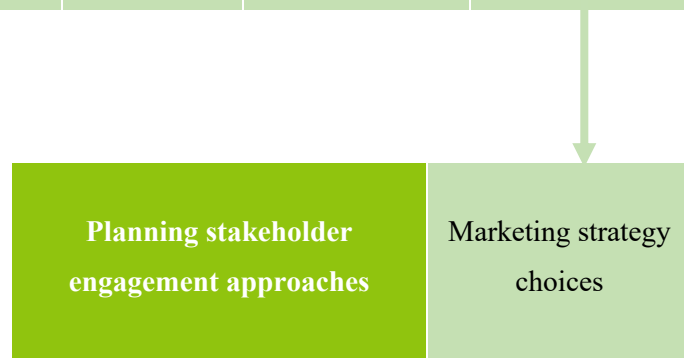 Planning stakeholder
engagement approaches
Marketing strategy
choices